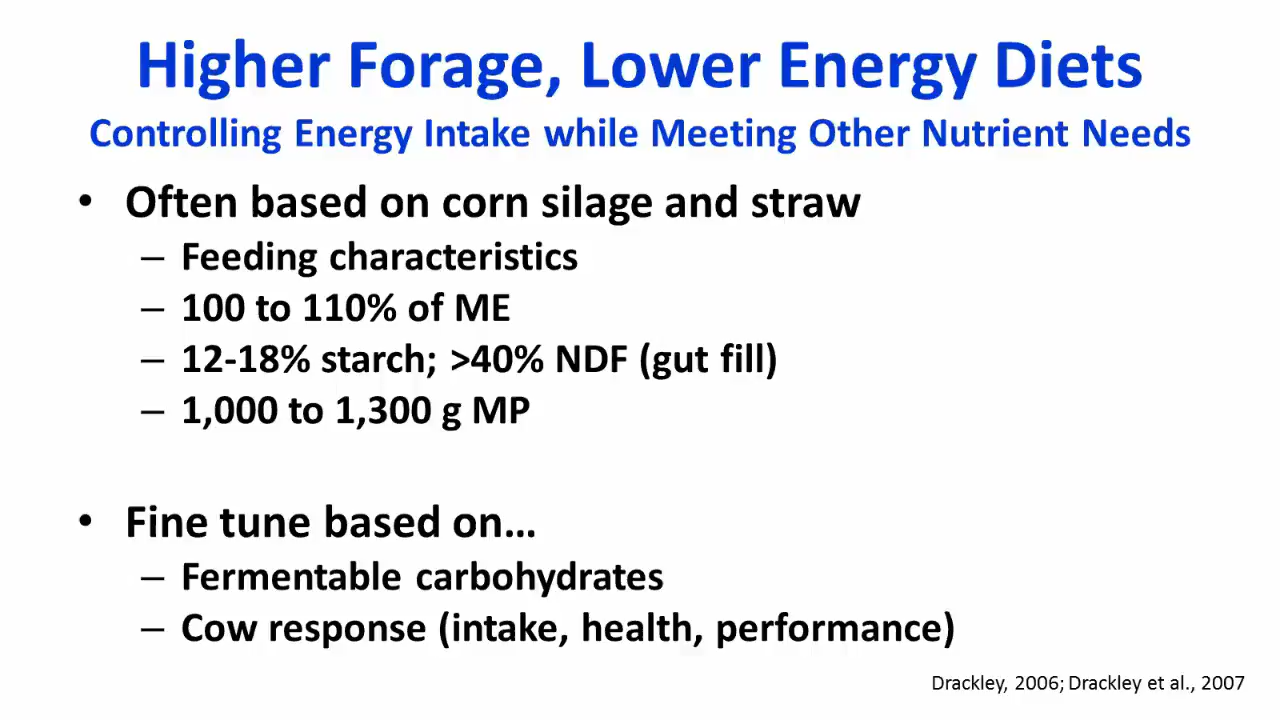 Higher Forage, Lower Energy Diets
Controlling Energy Intake while Meeting Other Nutrient Needs
• Often based on corn silage and straw
– Feeding characteristics
– 100 to 110% of ME
– 12-18% starch; >40% NDF (gut fill)
– 1,000 to 1,300 g MP
• Fine tune based on…
– Fermentable carbohydrates
– Cow response (intake, health, performance)
Drackley, 2006; Drackley et al., 2007